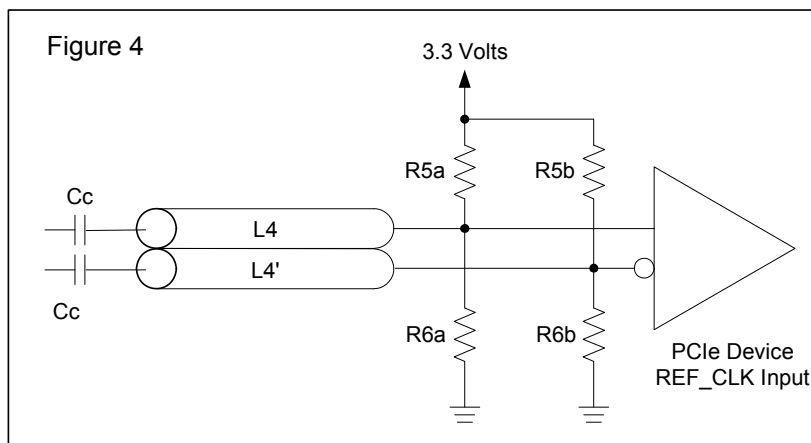 Figure 4
3.3 Volts
R5a
R5b
Cc
L4
L4'
Cc
R6a
R6b
PCIe Device
REF_CLK Input